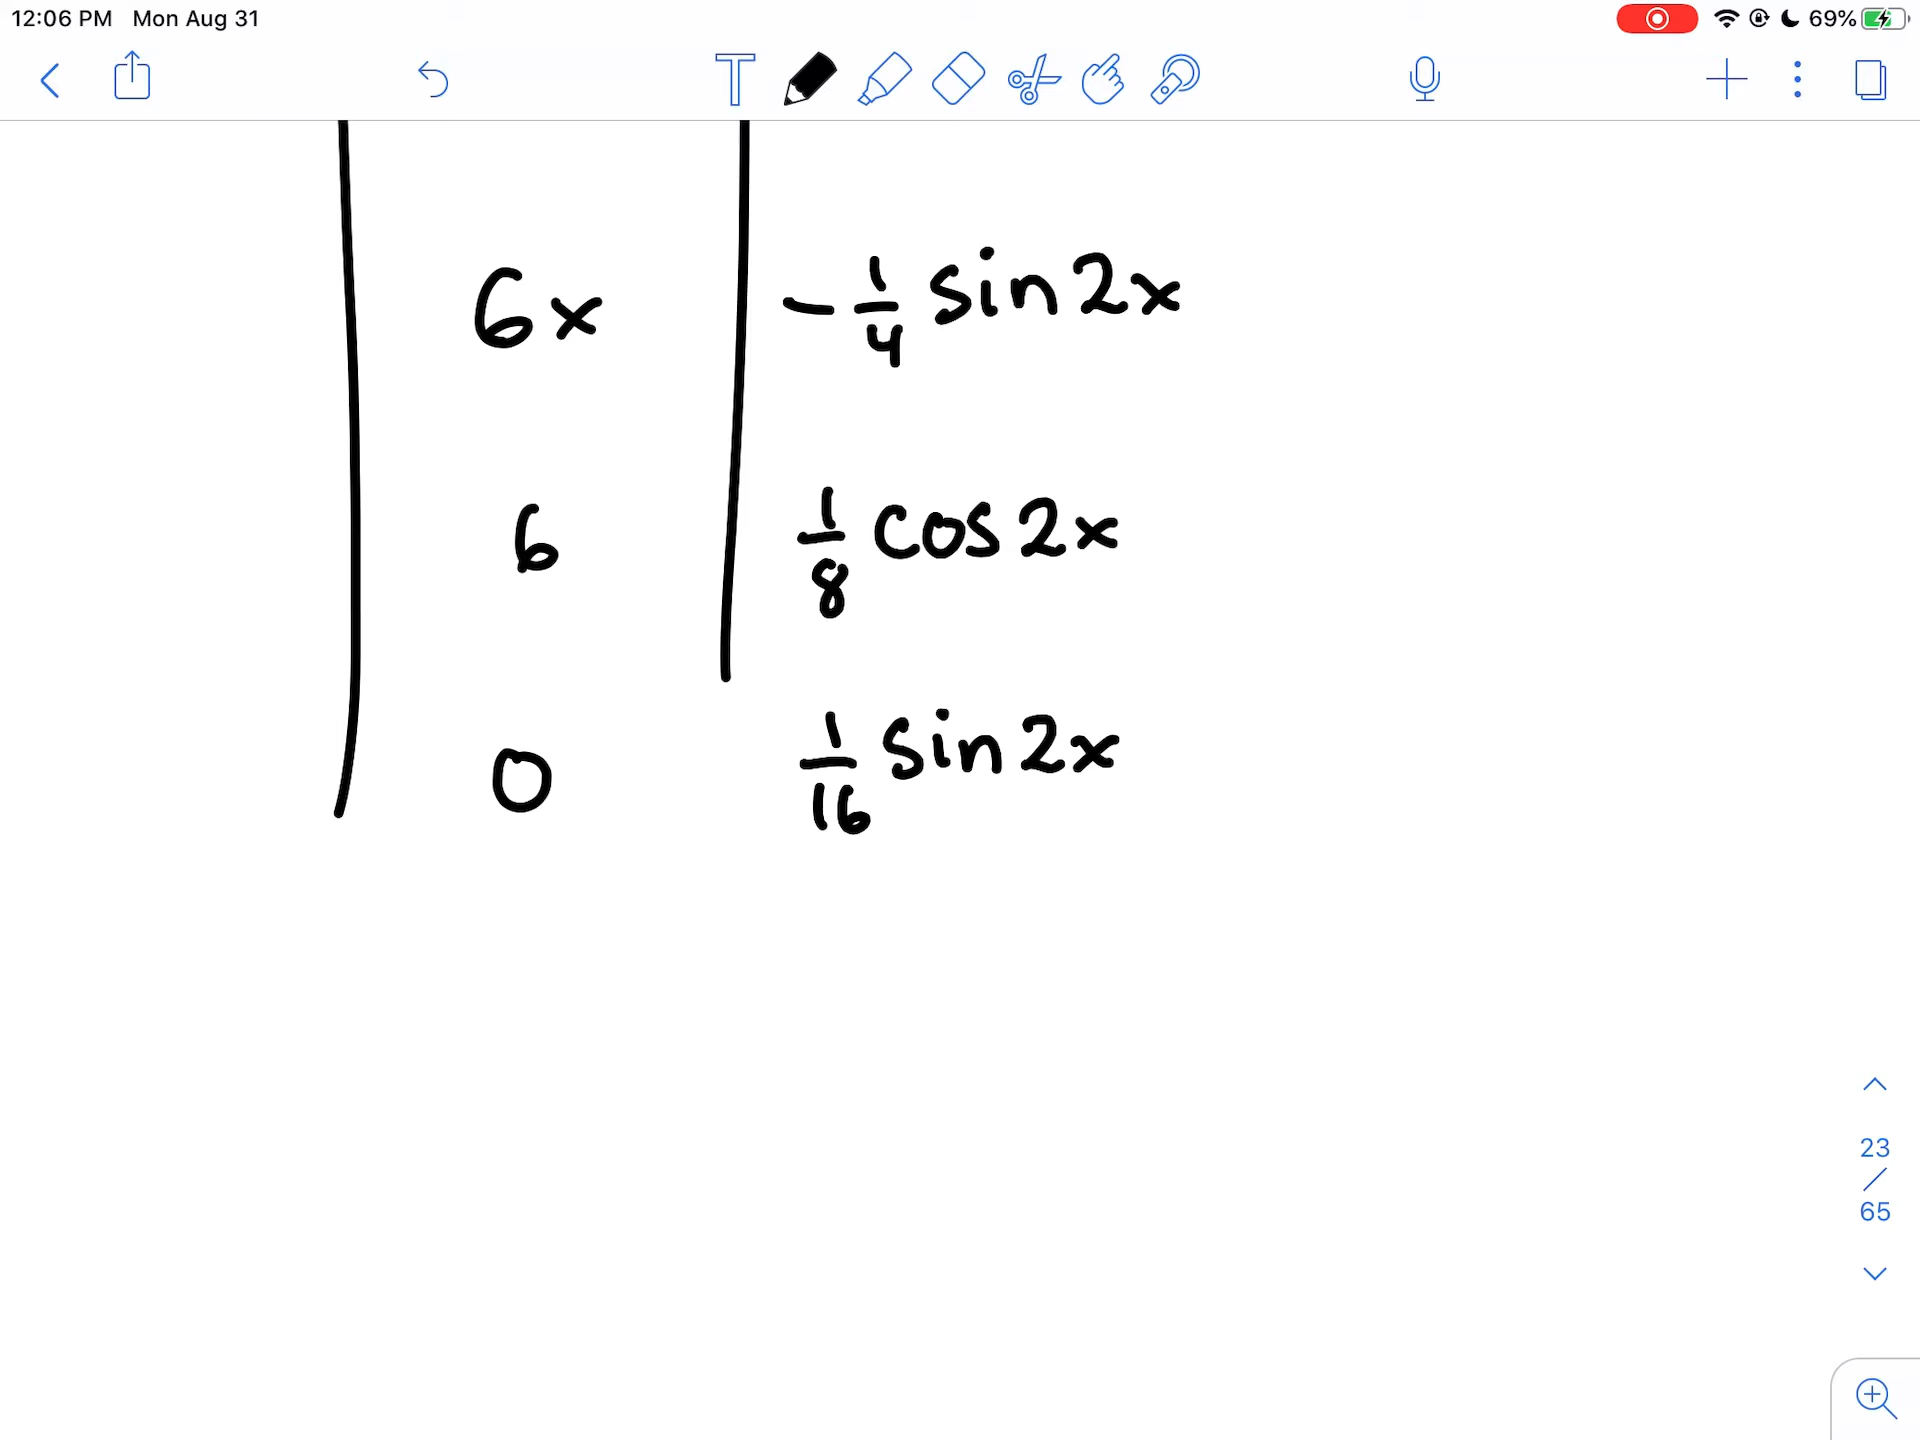 12:06 PM Mon Aug 31 69%
T
6x -1/4 sin2x
6 1/8 cos2x
0 1/16 sin2x
23
/
65